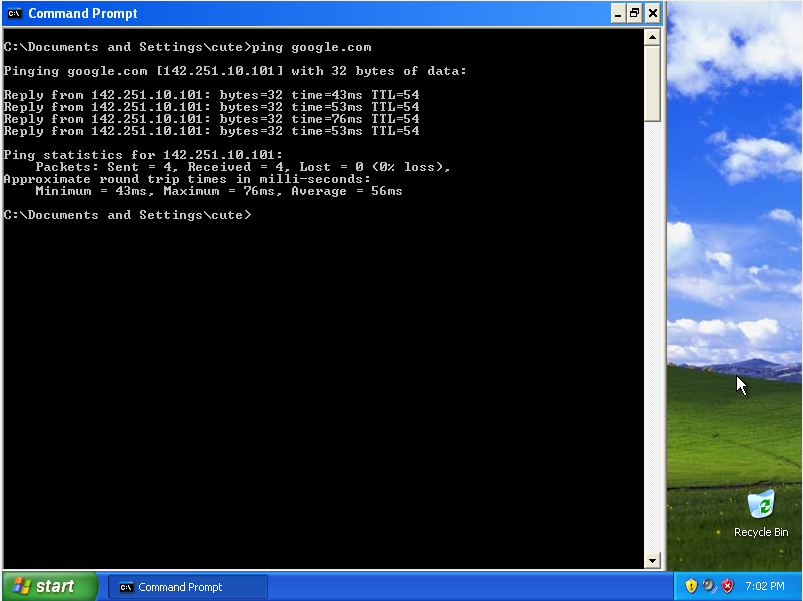 Command Prompt
C:\Documents and Settings\cute>ping google.com
Pinging google.com [142.251.10.101] with 32 bytes of data:
Reply from 142.251.10.101: bytes=32 time=43ms TTL=54
Reply from 142.251.10.101: bytes=32 time=53ms TTL=54
Reply from 142.251.10.101: bytes=32 time=76ms TTL=54
Reply from 142.251.10.101: bytes=32 time=53ms TTL=54
Ping statistics for 142.251.10.101:
    Packets: Sent = 4, Received = 4, Lost = 0 (0% loss),
Approximate round trip times in milli-seconds:
    Minimum = 43ms, Maximum = 76ms, Average = 56ms
C:\Documents and Settings\cute>
Recycle Bin
start
Command Prompt
7:02 PM